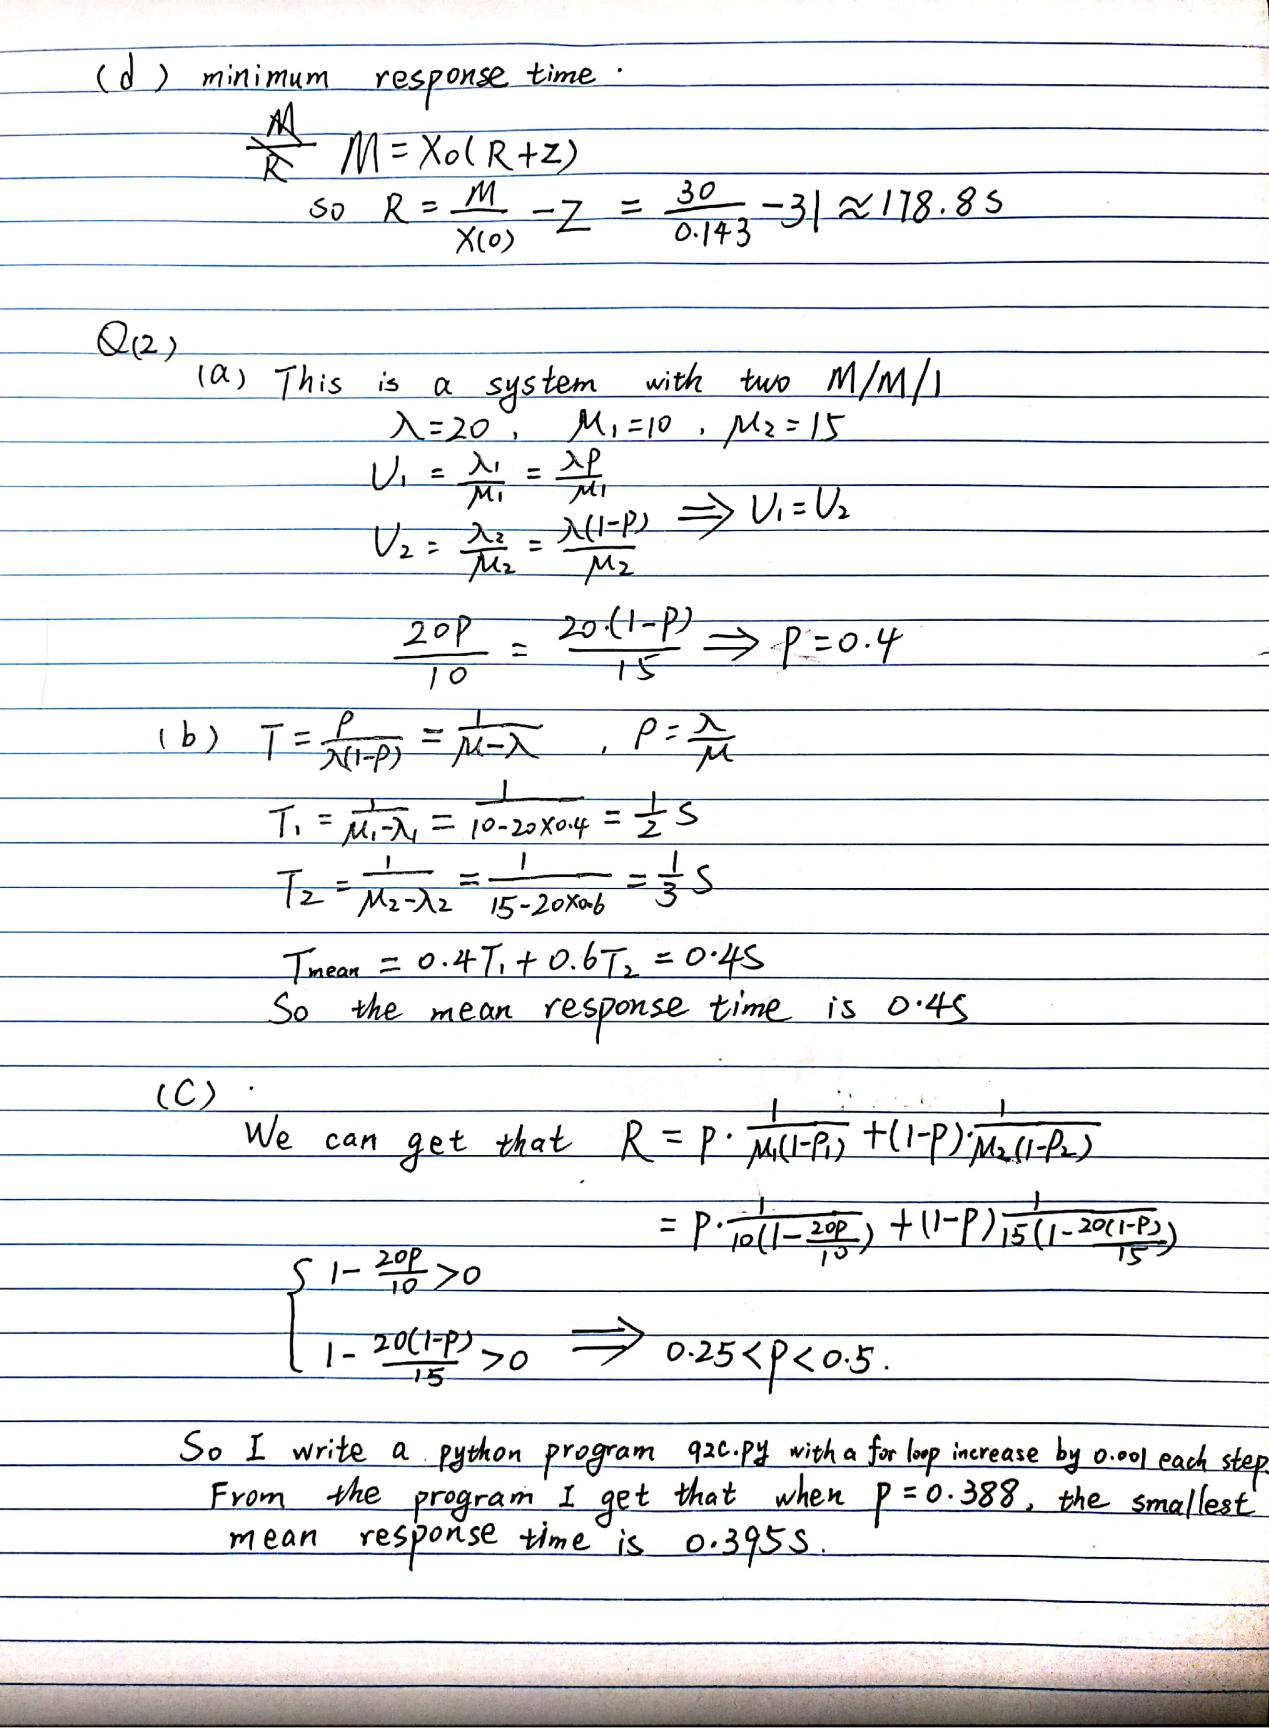 (d) minimum response time.
M/R M = X0(R+Z)
so R = M/X(0) - Z = 30/0.143 - 31 ≈ 178.8s
Q(2)
(a) This is a system with two M/M/1
λ=20, μ1=10, μ2=15
U1 = λ1/μ1 = λp/μ1
⇒ U1=U2
U2 = λ2/μ2 = λ(1-p)/μ2
20p/10 = 20·(1-p)/15 ⇒ p=0.4
(b) T = ρ/λ(1-ρ) = 1/μ-λ , ρ = λ/μ
T1 = 1/μ1-λ1 = 1/10-20×0.4 = 1/2 s
T2 = 1/μ2-λ2 = 1/15-20×0.6 = 1/3 s
Tmean = 0.4T1 + 0.6T2 = 0.4s
So the mean response time is 0.4s
(C)
We can get that R = p · 1/μ1(1-ρ1) + (1-p)·1/μ2(1-ρ2)
= p · 1/10(1-20p/10) + (1-p) 1/15(1-20(1-p)/15)
{ 1 - 20p/10 > 0
1 - 20(1-p)/15 > 0 ⇒ 0.25<p<0.5.
So I write a python program q2c.py with a for loop increase by 0.001 each step.
From the program I get that when p=0.388, the smallest
mean response time is 0.395s.